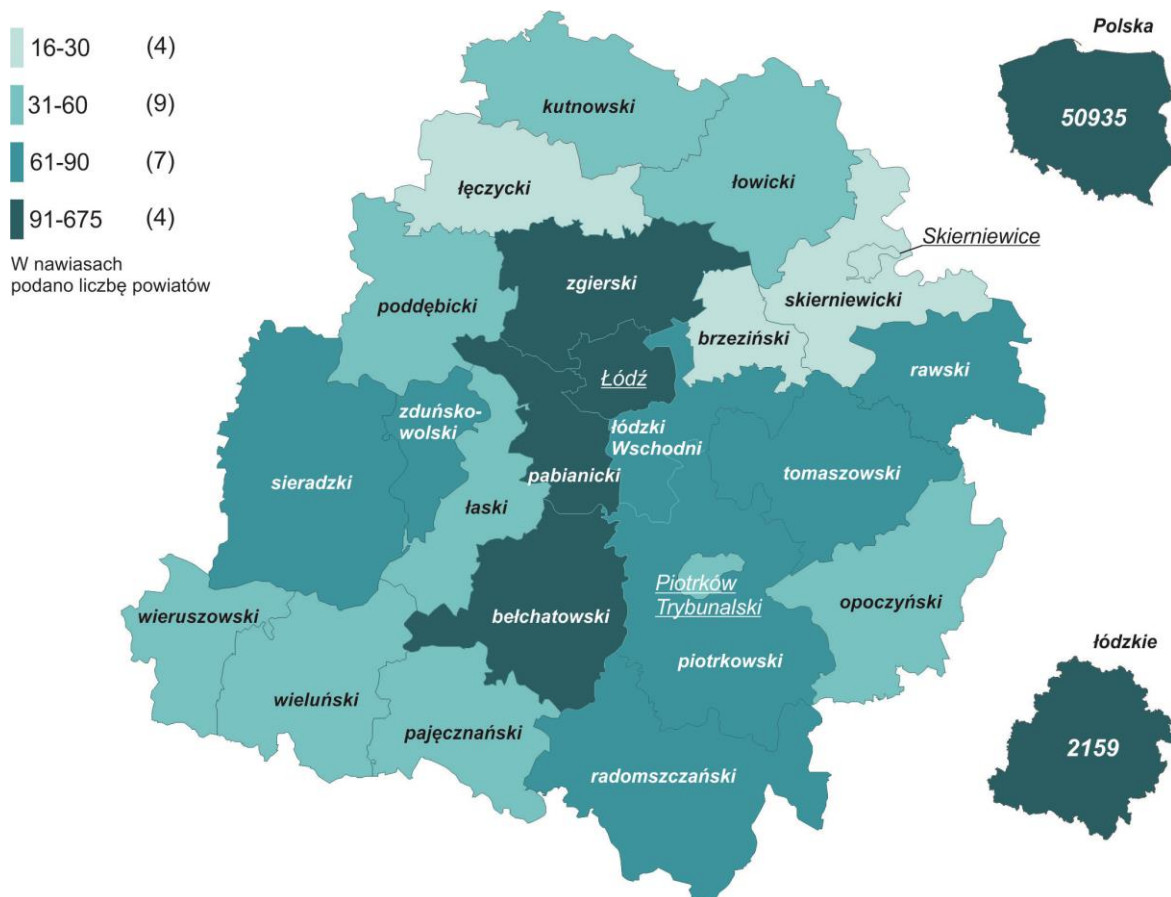 16-30 (4)
31-60 (9)
61-90 (7)
91-675 (4)
W nawiasach
podano liczbę powiatów
Polska
50935
kutnowski
łęczycki
łowicki
Skierniewice
zgierski
skierniewicki
poddębicki
brzeziński
rawski
Łódź
zduńsko-
wolski
łódzki
Wschodni
sieradzki
pabianicki
tomaszowski
łaski
Piotrków
Trybunalski
opoczyński
wieruszowski
bełchatowski
piotrkowski
wieluński
pajęcznański
radomszczański
łódzkie
2159